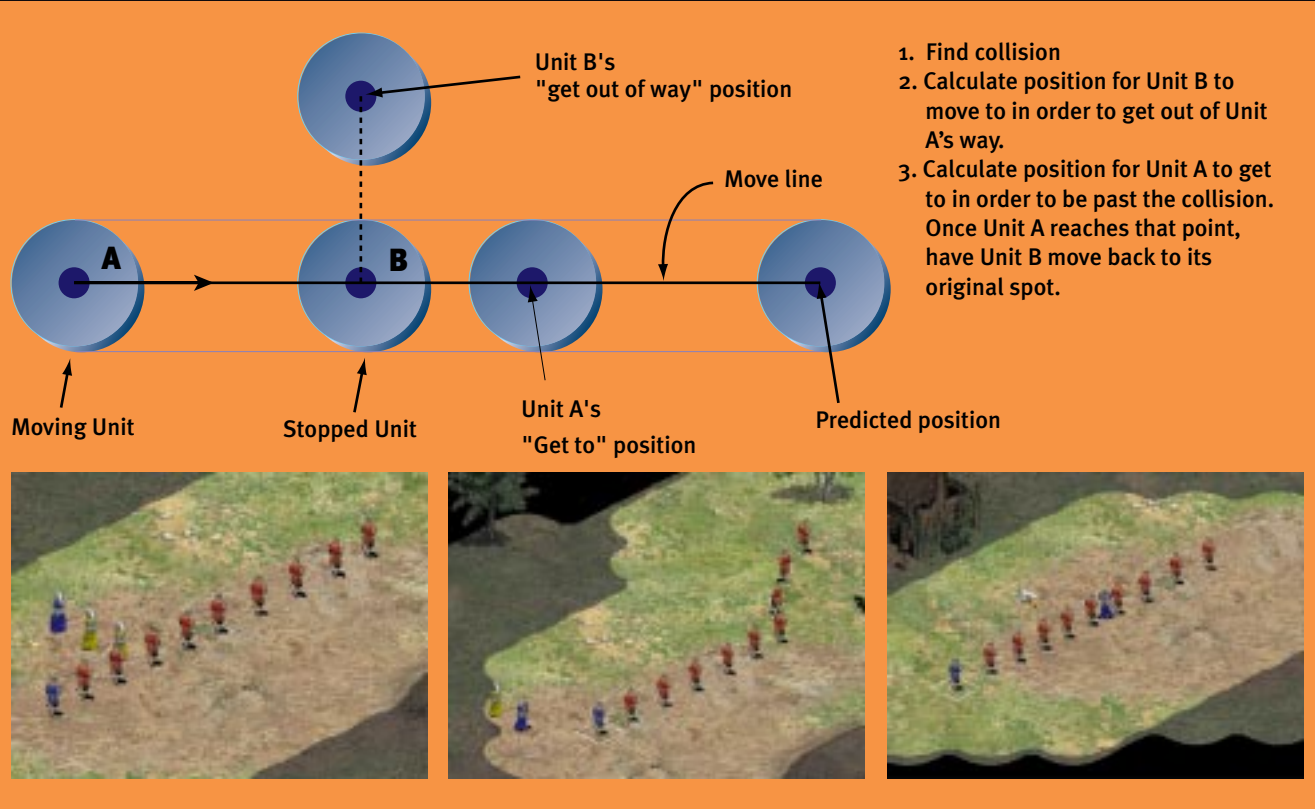 Unit B's
"get out of way" position
Move line
A
B
Moving Unit
Stopped Unit
Unit A's
"Get to" position
Predicted position
1. Find collision
2. Calculate position for Unit B to
move to in order to get out of Unit
A’s way.
3. Calculate position for Unit A to get
to in order to be past the collision.
Once Unit A reaches that point,
have Unit B move back to its
original spot.